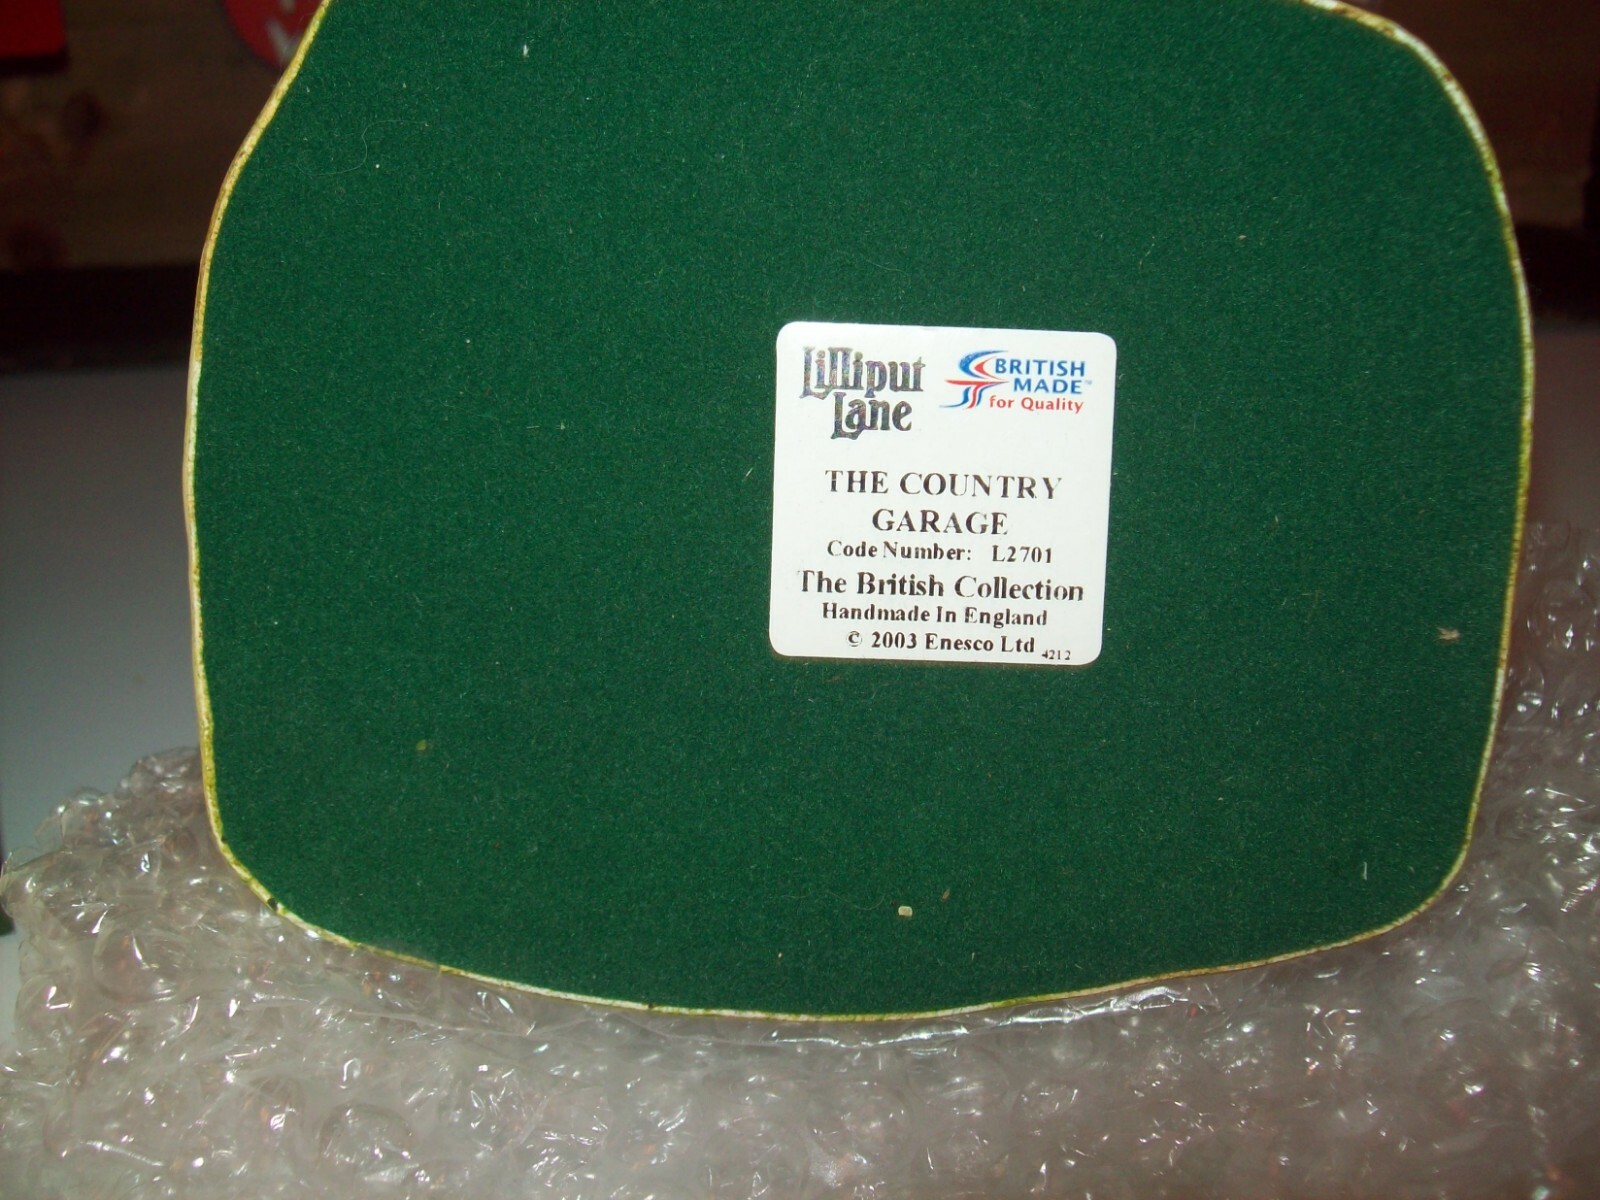 Lilliput
Lane
BRITISH
MADE™
for Quality
THE COUNTRY
GARAGE
Code Number: L2701
The British Collection
Handmade In England
© 2003 Enesco Ltd 4212